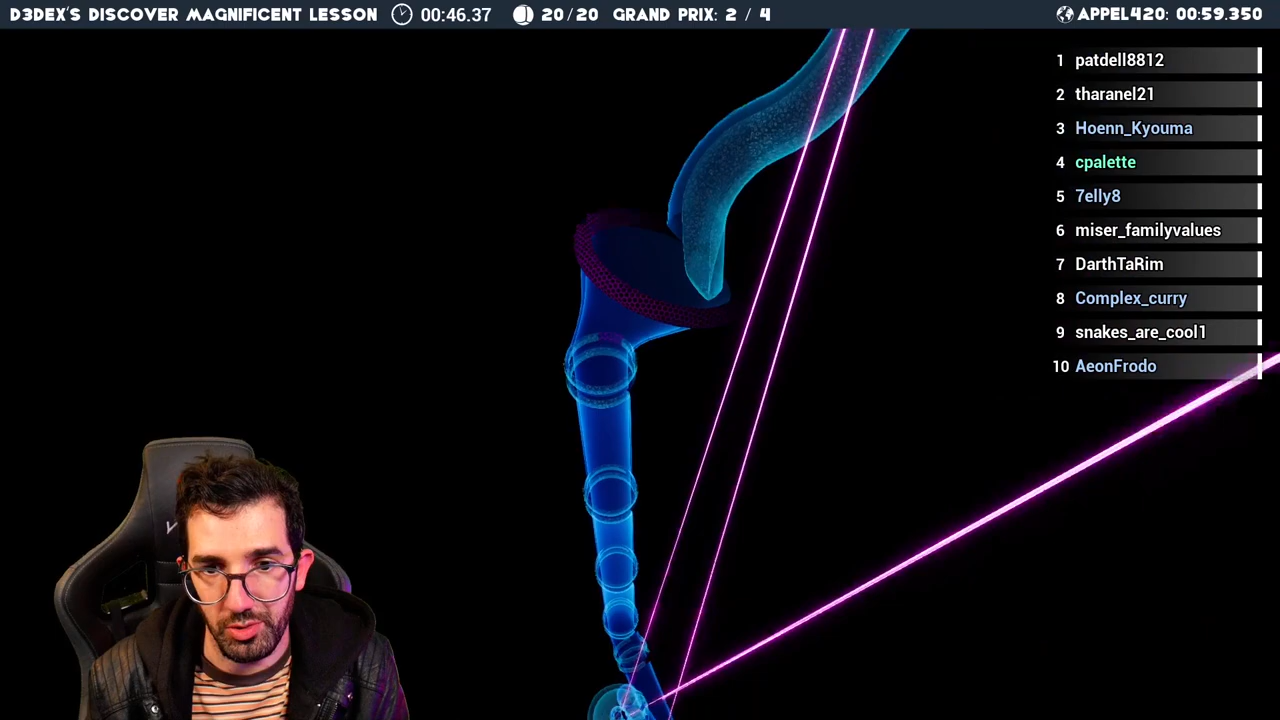 D3DEX'S DISCOVER MAGNIFICENT LESSON 00:46.37 20/20 GRAND PRIX: 2 / 4 APPEL420: 00:59.350
1 patdell8812
2 tharanel21
3 Hoenn_Kyouma
4 cpalette
5 7elly8
6 miser_familyvalues
7 DarthTaRim
8 Complex_curry
9 snakes_are_cool1
10 AeonFrodo